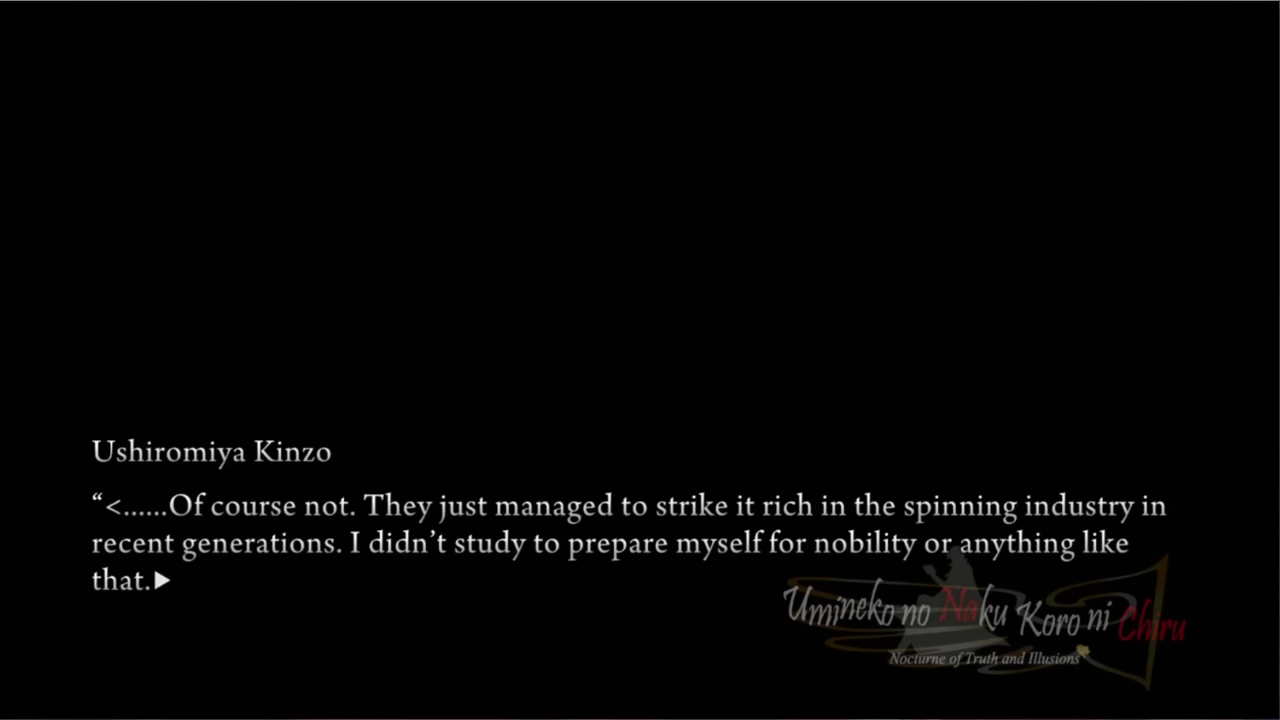 Ushiromiya Kinzo
“<......Of course not. They just managed to strike it rich in the spinning industry in
recent generations. I didn’t study to prepare myself for nobility or anything like
that.▶
Umineko no Naku Koro ni Chiru
Nocturne of Truth and Illusions